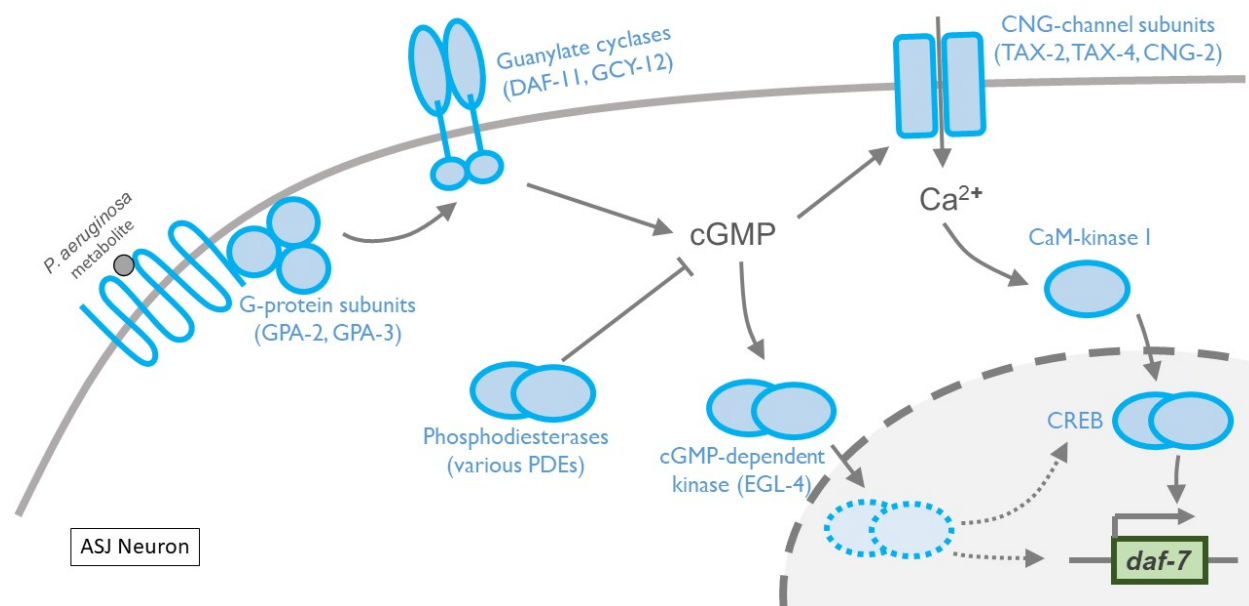 Guanylate cyclases
(DAF-11, GCY-12)
CNG-channel subunits
(TAX-2, TAX-4, CNG-2)
P. aeruginosa
metabolite
G-protein subunits
(GPA-2, GPA-3)
cGMP
Ca²⁺
CaM-kinase I
Phosphodiesterases
(various PDEs)
cGMP-dependent
kinase (EGL-4)
CREB
daf-7
ASJ Neuron